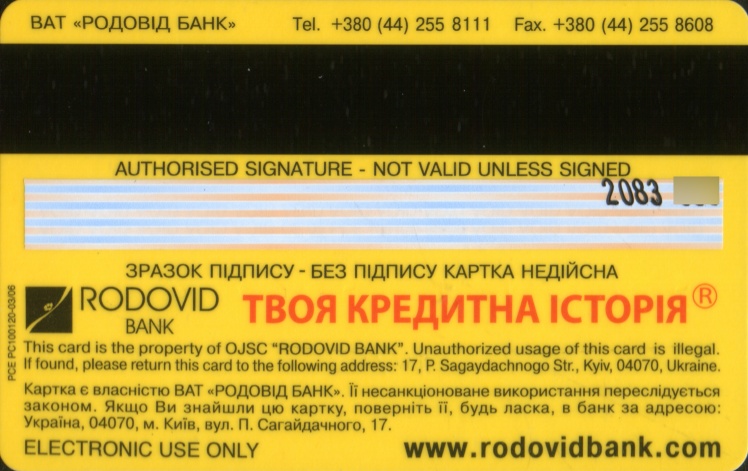 ВАТ «РОДОВІД БАНК» Tel. +380 (44) 255 8111 Fax. +380 (44) 255 8608
AUTHORISED SIGNATURE - NOT VALID UNLESS SIGNED
2083
ЗРАЗОК ПІДПИСУ - БЕЗ ПІДПИСУ КАРТКА НЕДІЙСНА
PCE PC100120-03/06
RODOVID
BANK
ТВОЯ КРЕДИТНА ІСТОРІЯ®
This card is the property of OJSC "RODOVID BANK". Unauthorized usage of this card is illegal.
If found, please return this card to the following address: 17, P. Sagaydachnogo Str., Kyiv, 04070, Ukraine.
Картка є власністю ВАТ «РОДОВІД БАНК». Її несанкціоноване використання переслідується
законом. Якщо Ви знайшли цю картку, поверніть її, будь ласка, в банк за адресою:
Україна, 04070, м. Київ, вул. П. Сагайдачного, 17.
ELECTRONIC USE ONLY www.rodovidbank.com